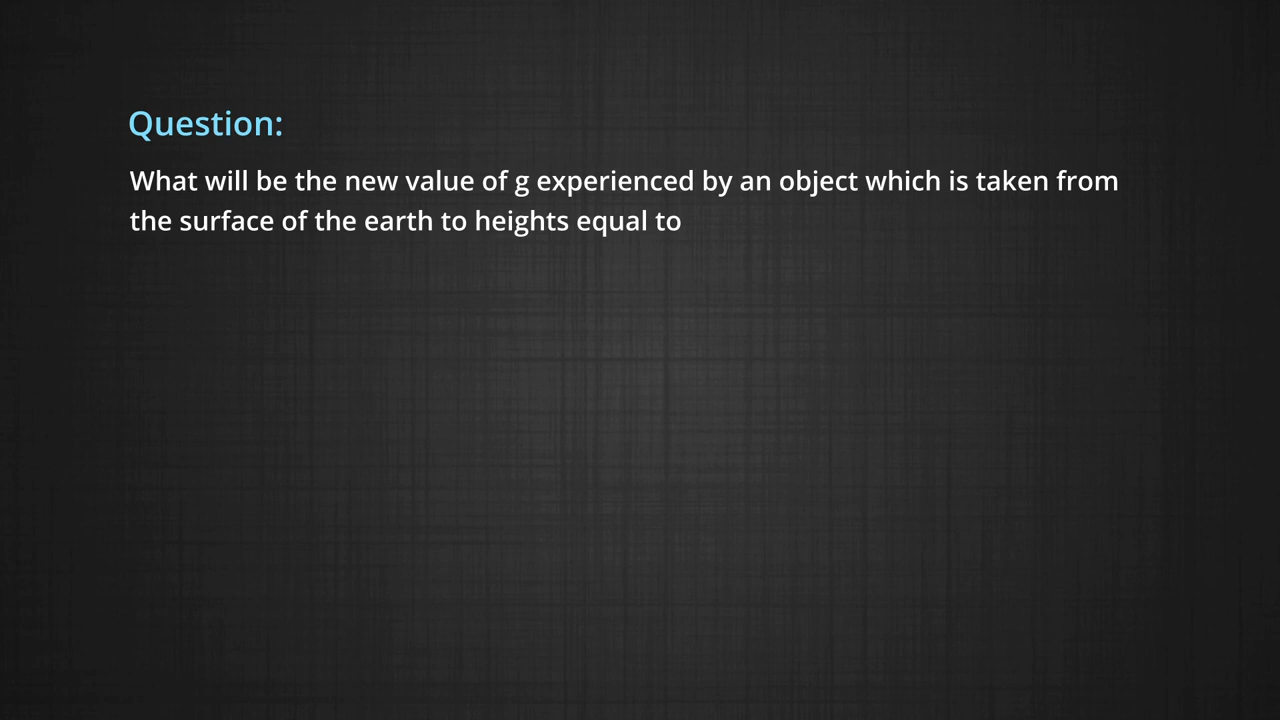 Question:
What will be the new value of g experienced by an object which is taken from
the surface of the earth to heights equal to